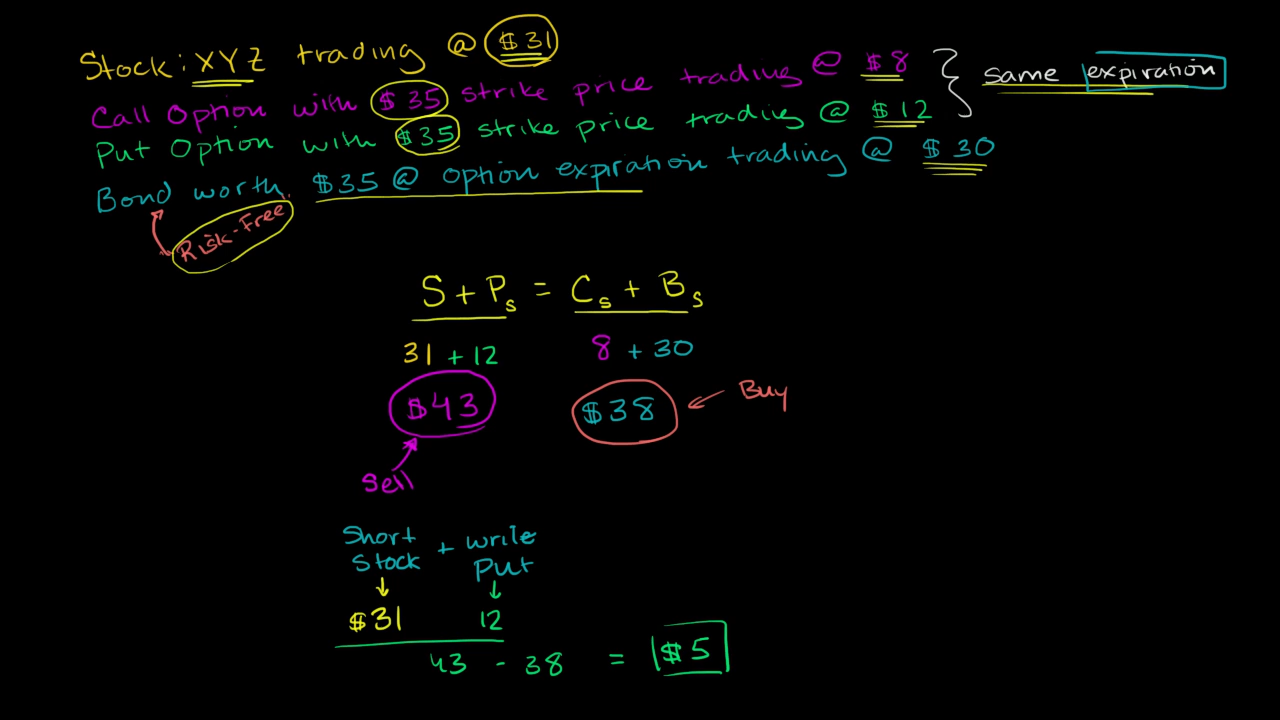 Stock: XYZ trading @ $31
Call Option with $35 strike price trading @ $8
Put Option with $35 strike price trading @ $12
same expiration
Bond worth $35 @ option expiration trading @ $30
Risk-Free
S + Ps = Cs + Bs
31 + 12 8 + 30
$43 $38 Buy
Sell
Short Stock + Write Put
$31 12
43 - 38 = $5